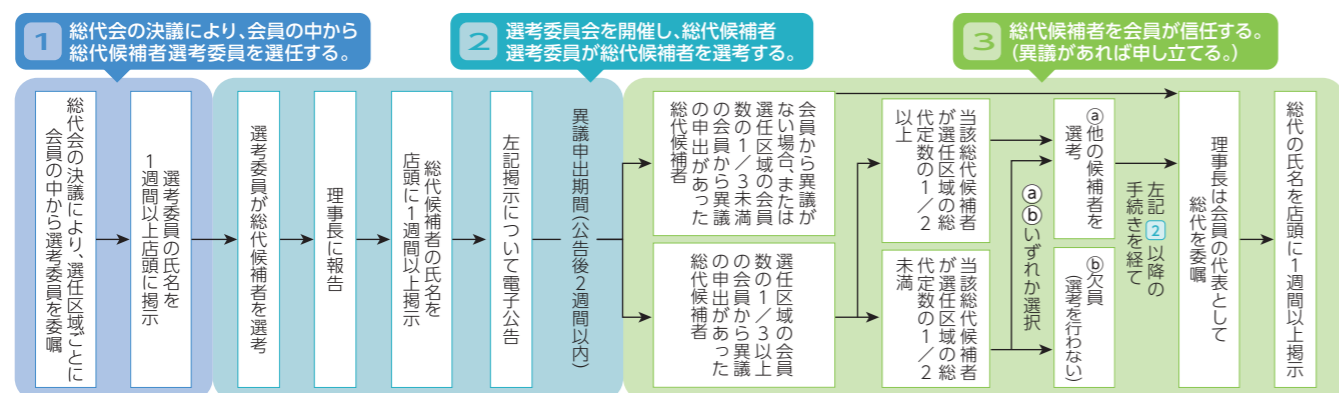 1
総代会の決議により、会員の中から
総代候補者選考委員を選任する。
2
選考委員会を開催し、総代候補者
選考委員が総代候補者を選考する。
3
総代候補者を会員が信任する。
(異議があれば申し立てる。)
総代会の決議により、選任区域ごとに
会員の中から選考委員を委嘱
選考委員の氏名を
1週間以上店頭に掲示
選考委員が総代候補者を選考
理事長に報告
総代候補者の氏名を
店頭に1週間以上掲示
左記掲示について電子公告
異議申出期間(公告後2週間以内)
会員から異議が
ない場合、または
選任区域の会員
数の1/3未満
の会員から異議
の申出があった
総代候補者
選任区域の会員
数の1/3以上
の会員から異議
の申出があった
総代候補者
当該総代候補者
が選任区域の総
代定数の1/2
以上
当該総代候補者
が選任区域の総
代定数の1/2
未満
ⓐⓑいずれか選択
ⓐ他の候補者を
選考
ⓑ欠員
(選考を行わない)
左記2以降の
手続きを経て
理事長は会員の代表として
総代を委嘱
総代の氏名を店頭に1週間以上掲示